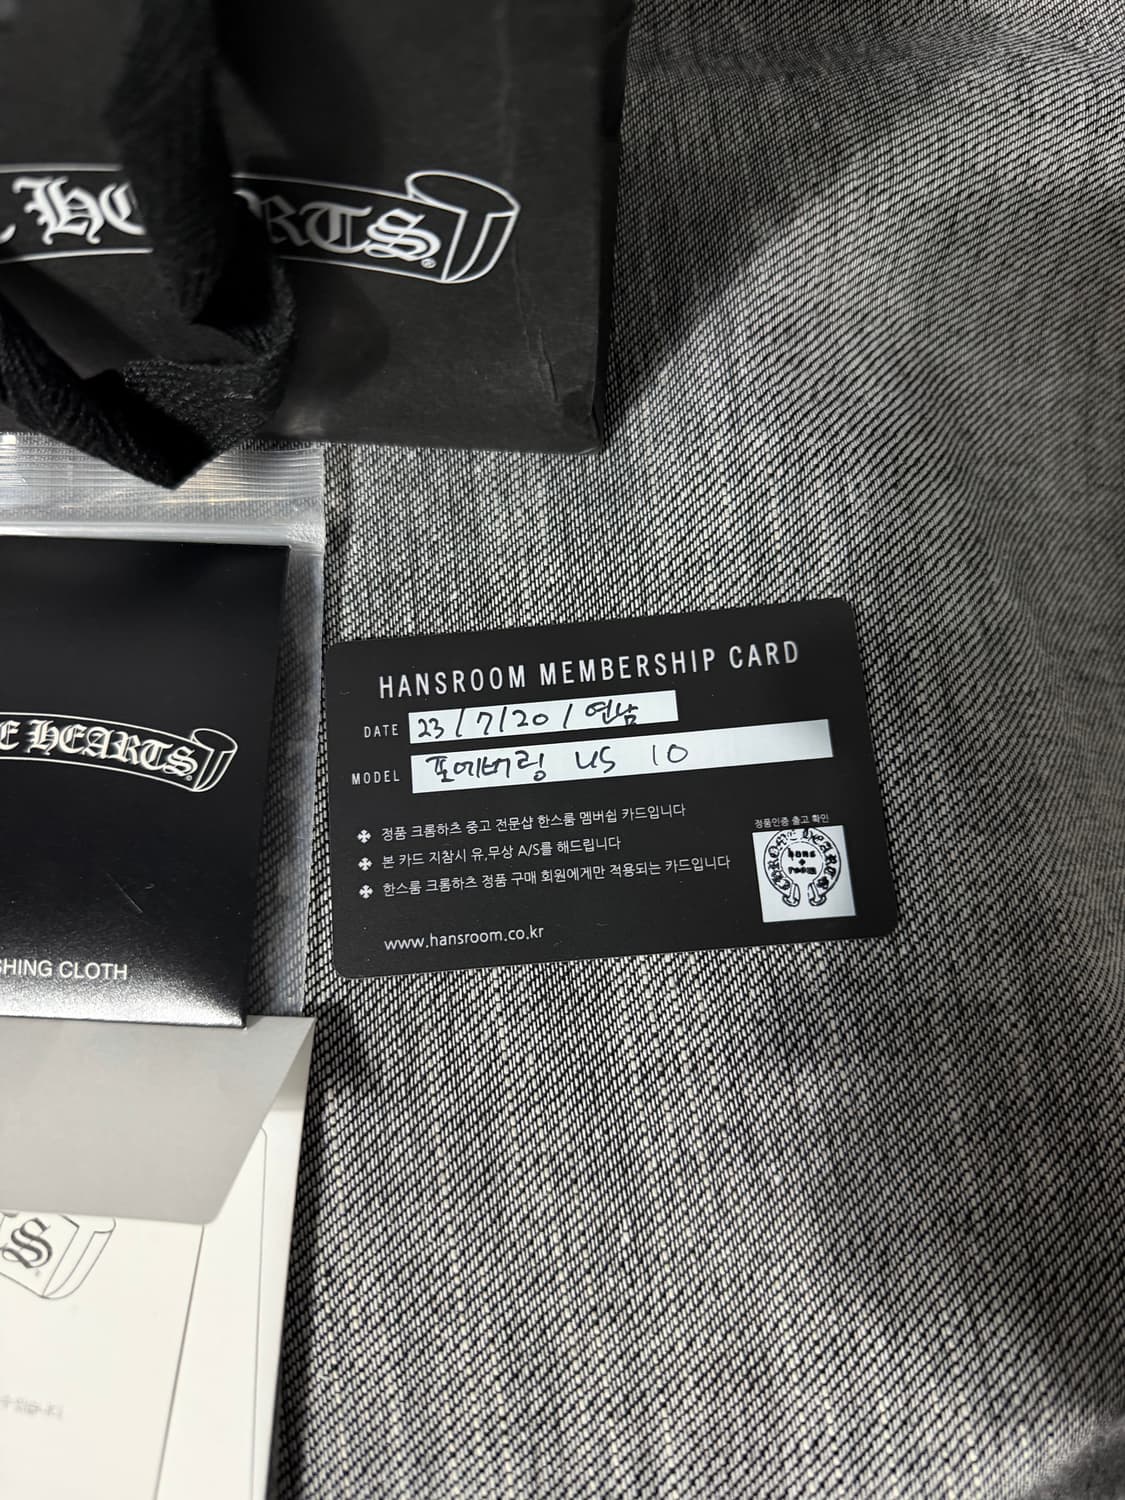 HEARTS
E HEARTS
SHING CLOTH
S
HANSROOM MEMBERSHIP CARD
DATE 23/7/20/연남
MODEL 포에버링 US 10
정품 크롬하츠 중고 전문샵 한스룸 멤버쉽 카드입니다
본 카드 지참시 유,무상 A/S를 해드립니다
한스룸 크롬하츠 정품 구매 회원에게만 적용되는 카드입니다
정품인증 출고 확인
CHROME HEARTS
hans
room
www.hansroom.co.kr